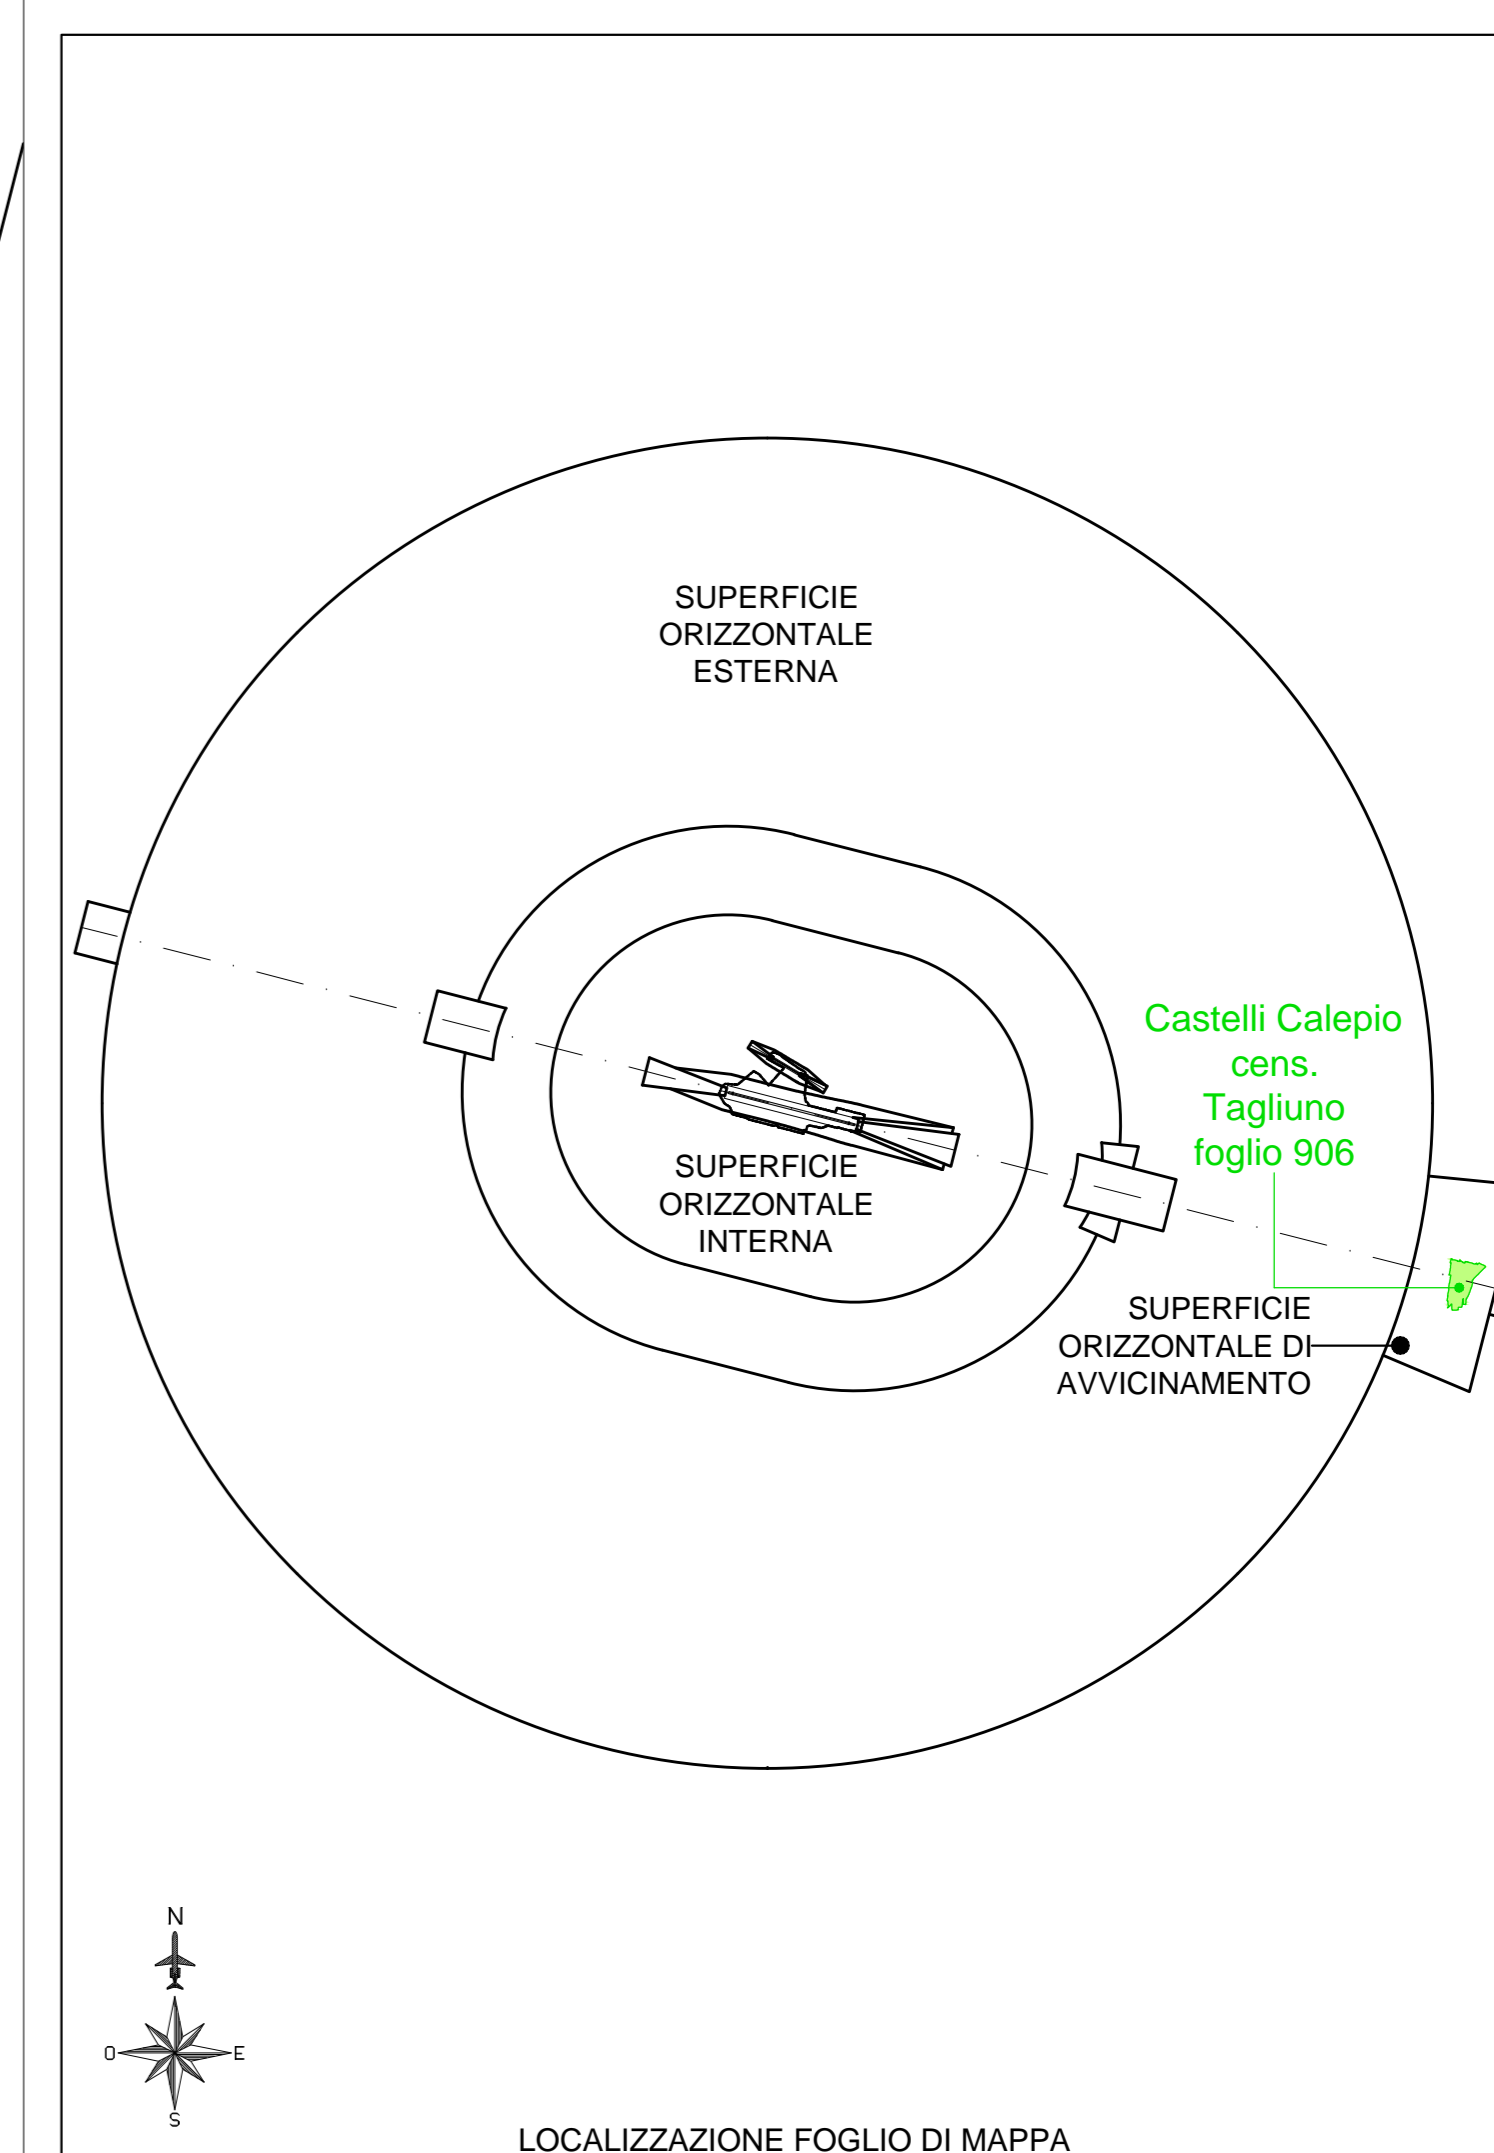 SUPERFICIE
ORIZZONTALE
ESTERNA
Castelli Calepio
cens.
Tagliuno
foglio 906
SUPERFICIE
ORIZZONTALE
INTERNA
SUPERFICIE
ORIZZONTALE DI
AVVICINAMENTO
N
O
E
S
LOCALIZZAZIONE FOGLIO DI MAPPA